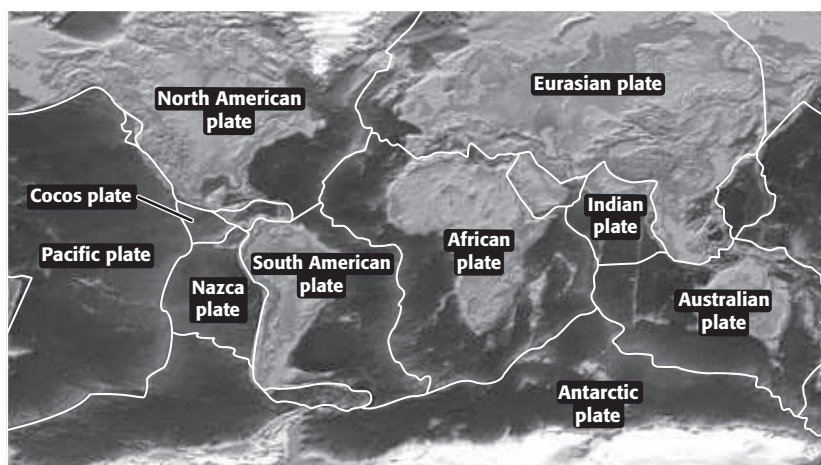 North American
plate
Eurasian plate
Cocos plate
Pacific plate
Nazca
plate
South American
plate
African
plate
Indian
plate
Australian
plate
Antarctic
plate